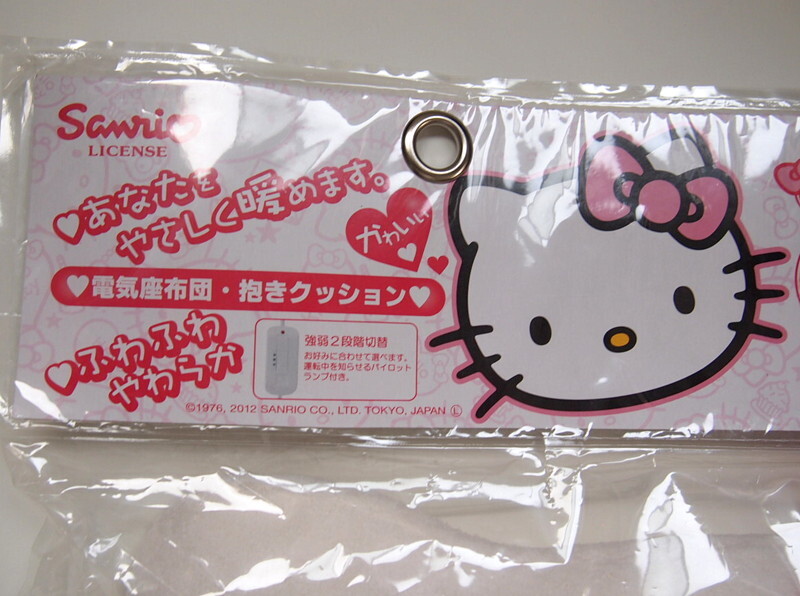 Sanrio
LICENSE
あなたを
やさしく暖めます。
かわいい
電気座布団・抱きクッション
ふわふわ
やわらか
強弱2段階切替
お好みに合わせて選べます。
運転中を知らせるパイロット
ランプ付き。
©1976, 2012 SANRIO CO., LTD. TOKYO, JAPAN Ⓛ